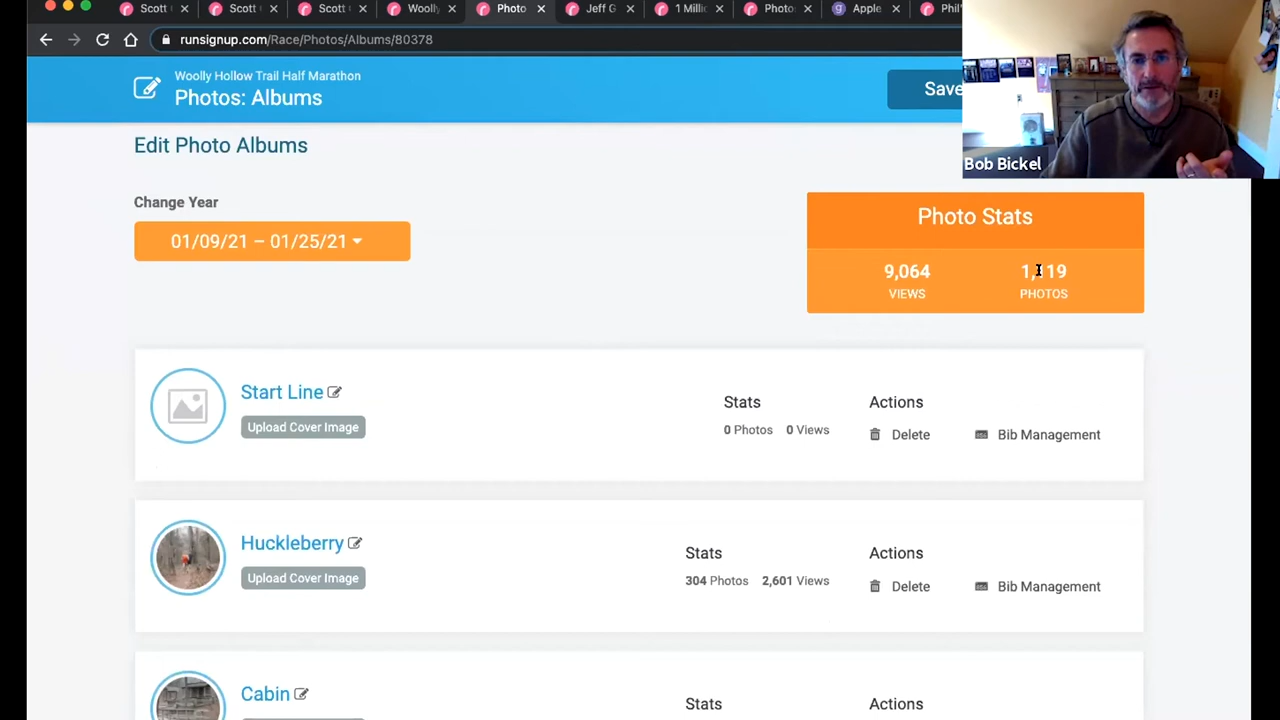 Scott
Scott
Scott
Woolly
Photo
Jeff G
1 Millic
Photo:
Apple
Phil'
runsignup.com/Race/Photos/Albums/80378
Woolly Hollow Trail Half Marathon
Photos: Albums
Save
Bob Bickel
Edit Photo Albums
Change Year
01/09/21 – 01/25/21
Photo Stats
9,064
VIEWS
PHOTOS
Start Line
Upload Cover Image
Stats
0 Photos 0 Views
Actions
Delete
Bib Management
Huckleberry
Upload Cover Image
Stats
304 Photos 2,601 Views
Actions
Delete
Bib Management
Cabin
Stats
Actions